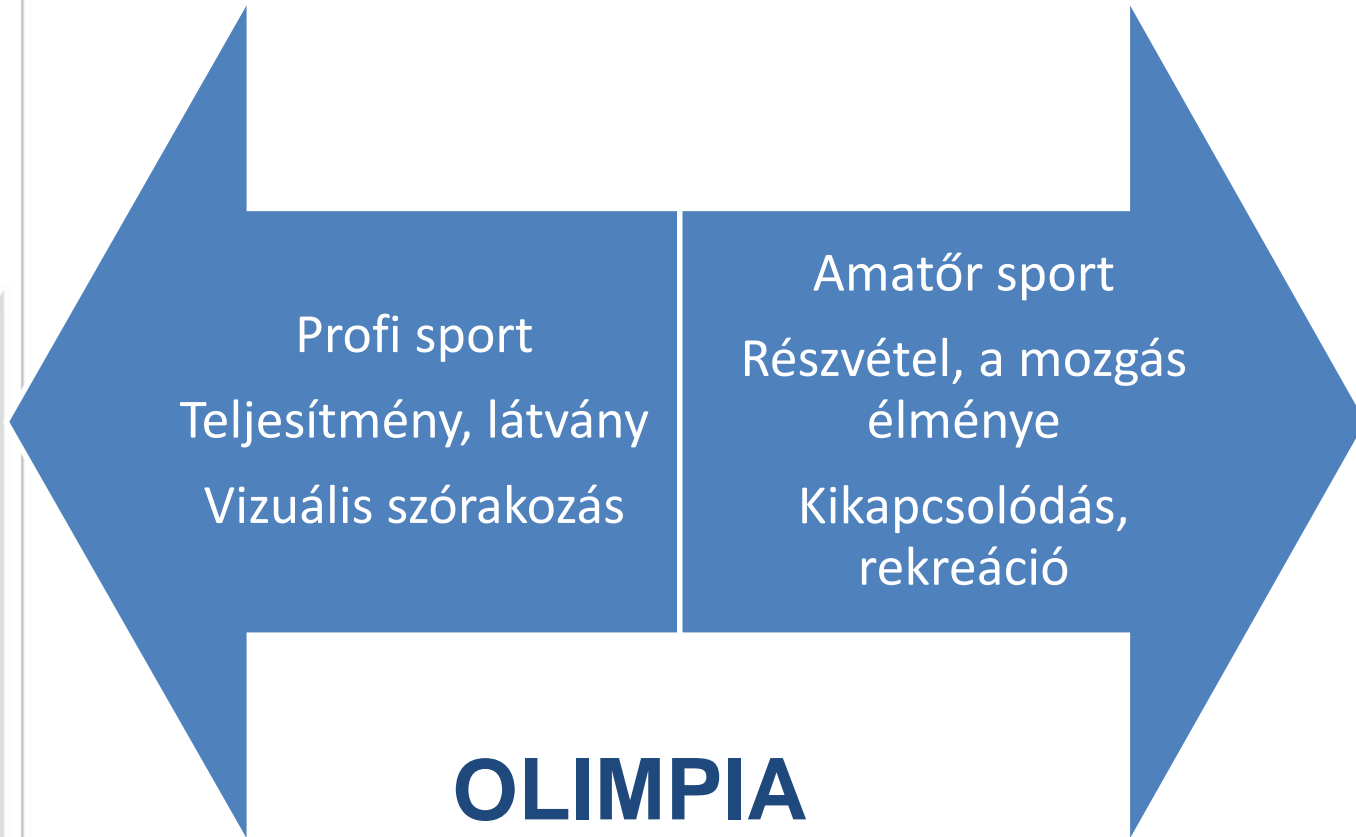 Profi sport
Teljesítmény, látvány
Vizuális szórakozás
Amatőr sport
Részvétel, a mozgás
élménye
Kikapcsolódás,
rekreáció
OLIMPIA